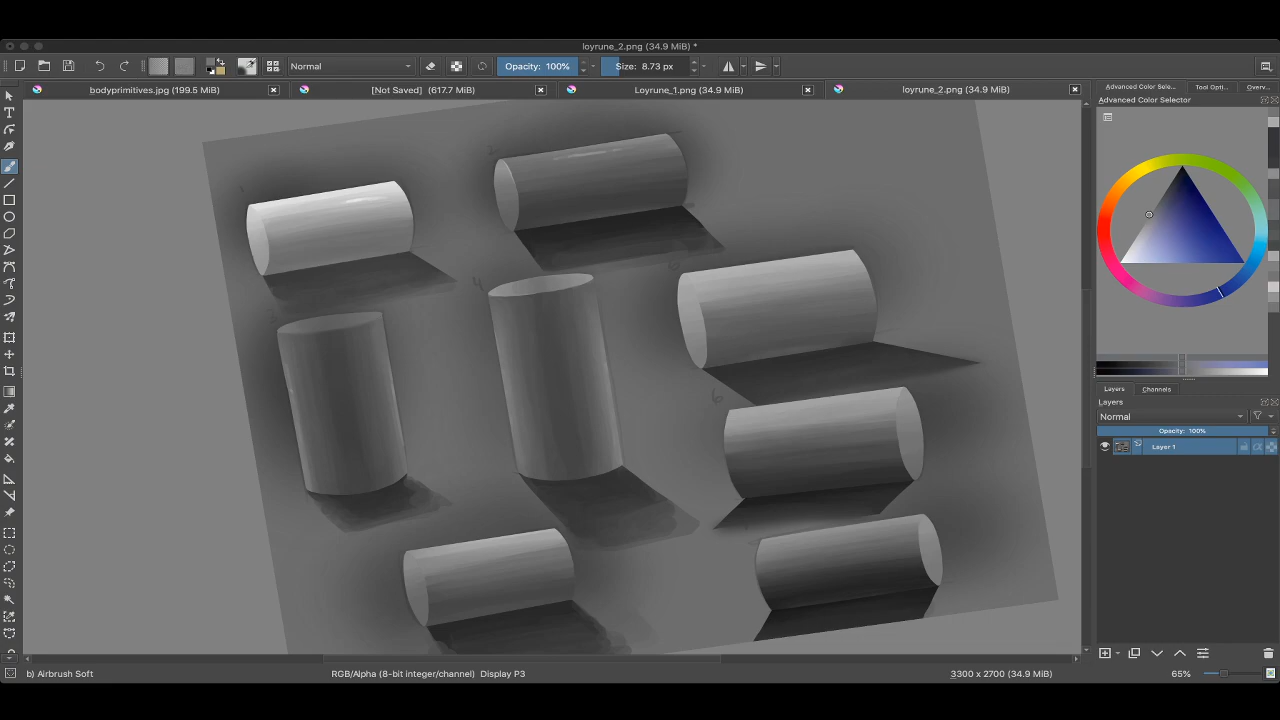 loyrune_2.png (34.9 MiB) *
Normal
Opacity: 100%
Size: 8.73 px
bodyprimitives.jpg (199.5 MiB)
[Not Saved] (617.7 MiB)
Loyrune_1.png (34.9 MiB)
loyrune_2.png (34.9 MiB)
Advanced Color Sele...
Tool Opti...
Overv...
Advanced Color Selector
4
6
Layers
Channels
Layers
Normal
Opacity: 100%
Layer 1
b) Airbrush Soft
RGB/Alpha (8-bit integer/channel) Display P3
3300 x 2700 (34.9 MiB)
65%